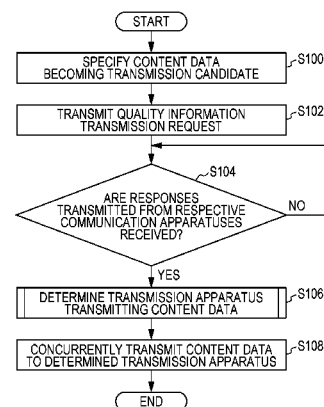 START
SPECIFY CONTENT DATA
BECOMING TRANSMISSION CANDIDATE
S100
TRANSMIT QUALITY INFORMATION
TRANSMISSION REQUEST
S102
S104
ARE RESPONSES
TRANSMITTED FROM RESPECTIVE
COMMUNICATION APPARATUSES
RECEIVED?
NO
YES
DETERMINE TRANSMISSION APPARATUS
TRANSMITTING CONTENT DATA
S106
CONCURRENTLY TRANSMIT CONTENT DATA
TO DETERMINED TRANSMISSION APPARATUS
S108
END